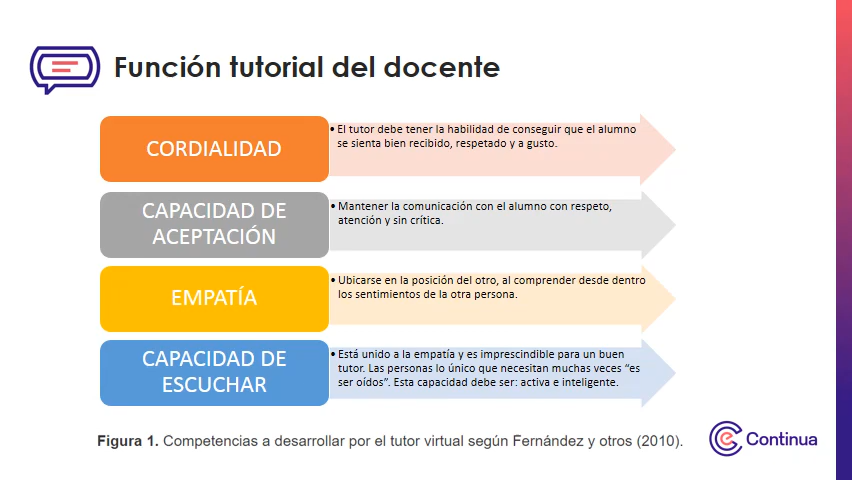 Función tutorial del docente
CORDIALIDAD
• El tutor debe tener la habilidad de conseguir que el alumno
se sienta bien recibido, respetado y a gusto.
CAPACIDAD DE
ACEPTACIÓN
• Mantener la comunicación con el alumno con respeto,
atención y sin crítica.
EMPATÍA
• Ubicarse en la posición del otro, al comprender desde dentro
los sentimientos de la otra persona.
CAPACIDAD DE
ESCUCHAR
• Está unido a la empatía y es imprescindible para un buen
tutor. Las personas lo único que necesitan muchas veces “es
ser oídos”. Esta capacidad debe ser: activa e inteligente.
Figura 1. Competencias a desarrollar por el tutor virtual según Fernández y otros (2010).
Continua